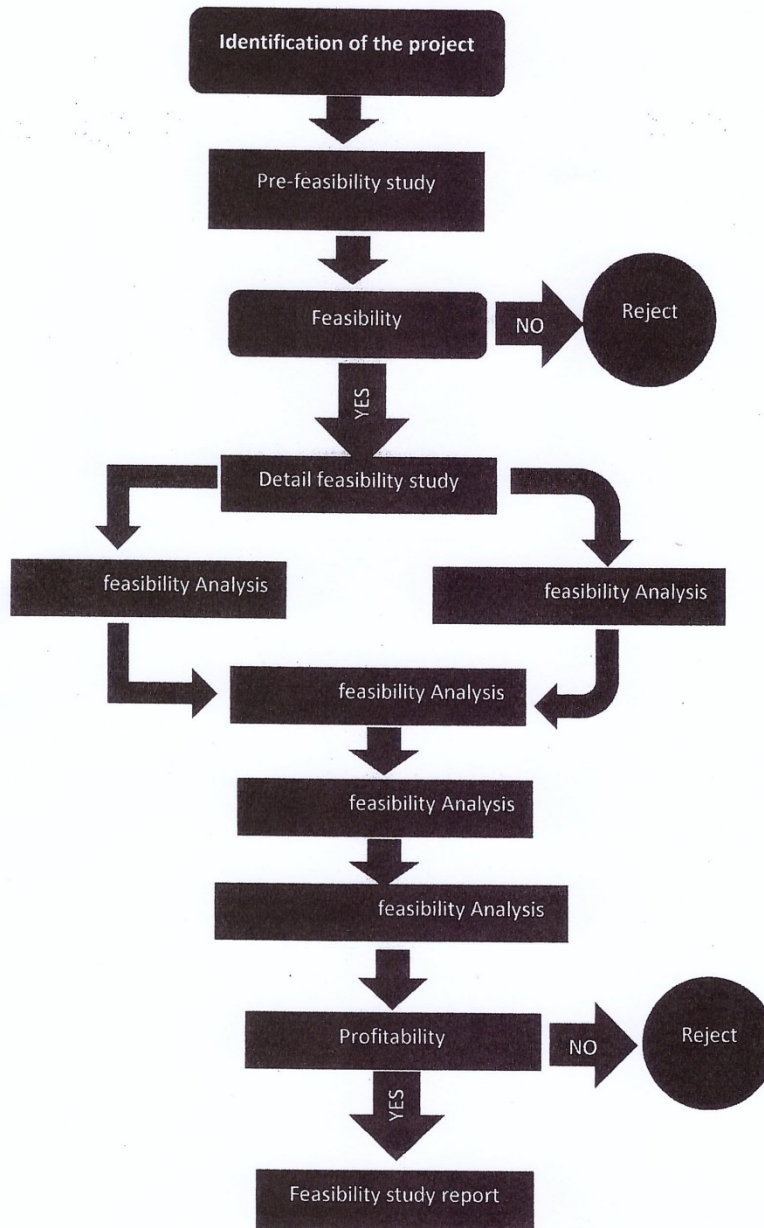 Identification of the project
Pre-feasibility study
Feasibility
NO
Reject
YES
Detail feasibility study
feasibility Analysis
feasibility Analysis
feasibility Analysis
feasibility Analysis
feasibility Analysis
Profitability
NO
Reject
YES
Feasibility study report